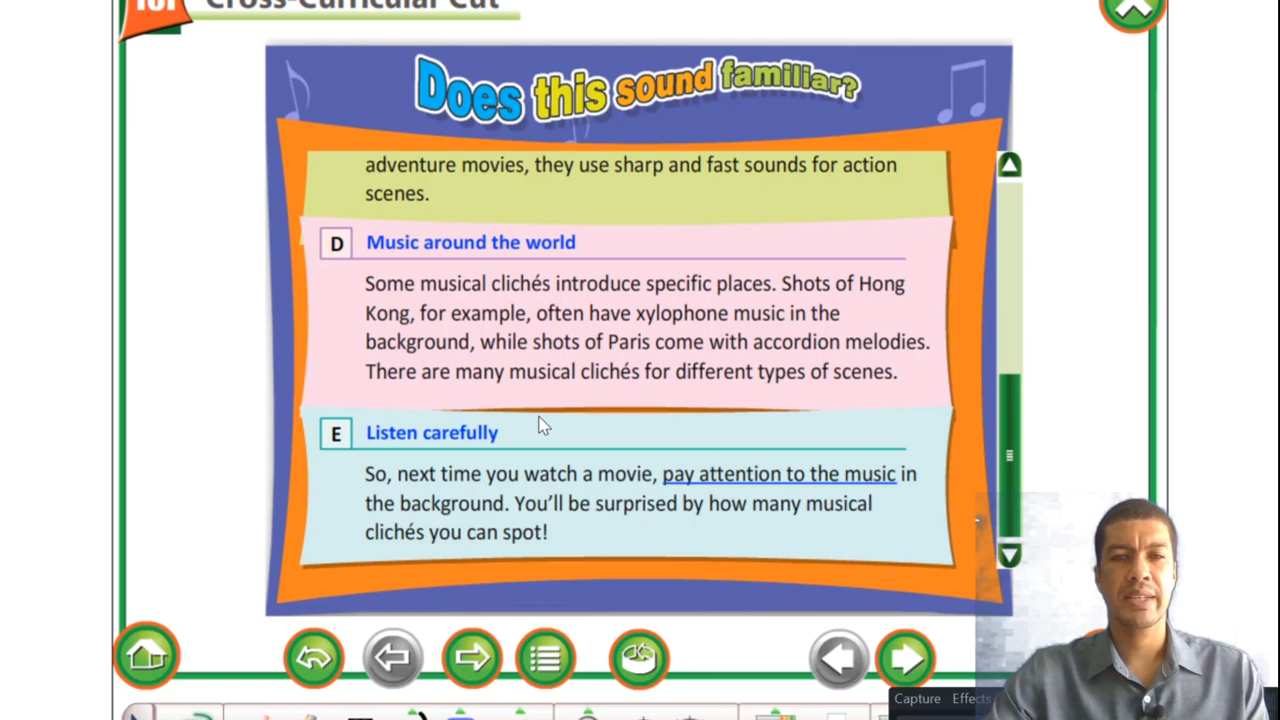 Cross-Curricular Cut
Does this sound familiar?
adventure movies, they use sharp and fast sounds for action
scenes.
D Music around the world
Some musical clichés introduce specific places. Shots of Hong
Kong, for example, often have xylophone music in the
background, while shots of Paris come with accordion melodies.
There are many musical clichés for different types of scenes.
E Listen carefully
So, next time you watch a movie, pay attention to the music in
the background. You'll be surprised by how many musical
clichés you can spot!
Capture Effects